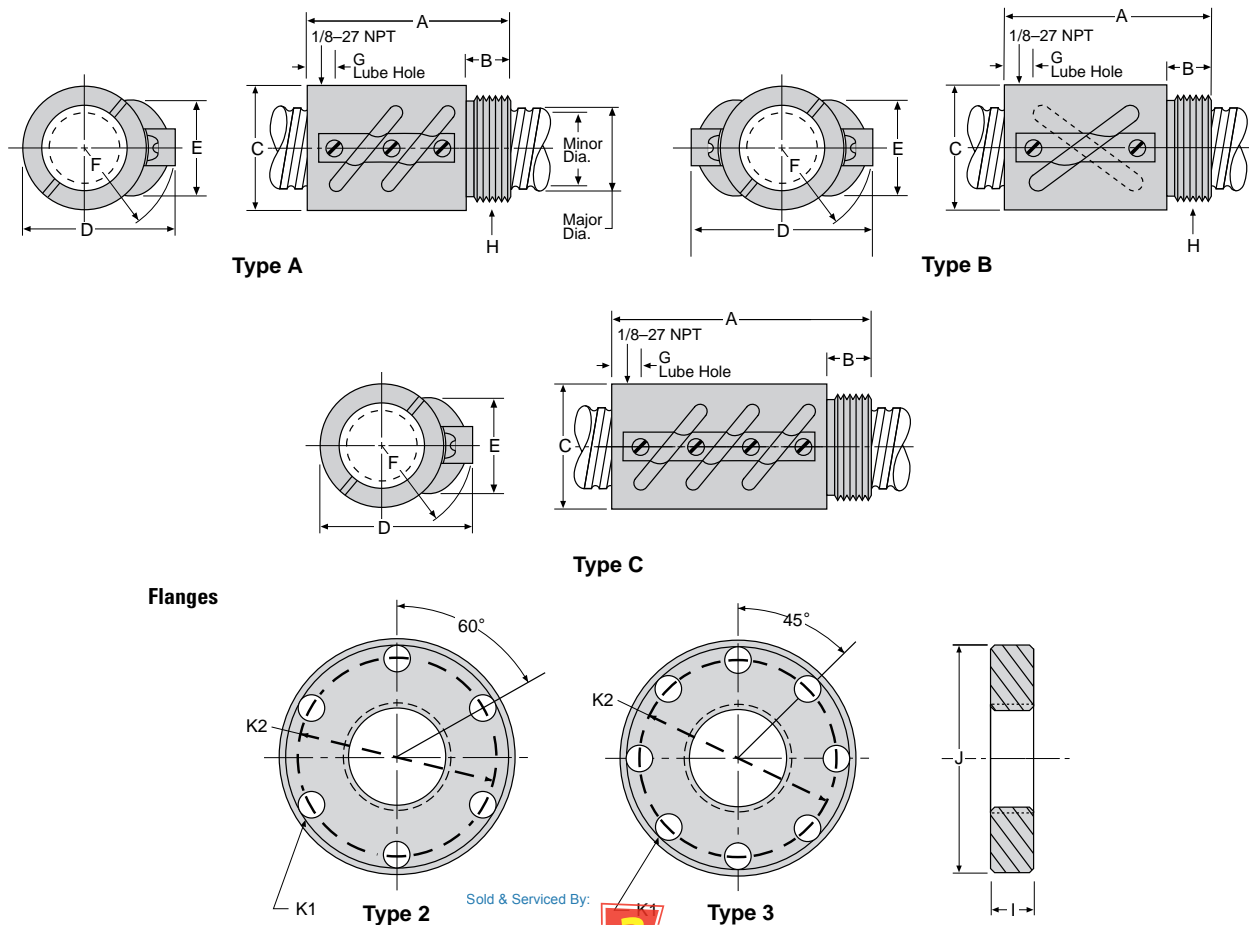 A
1/8–27 NPT
G
Lube Hole
B
E
C
F
D
Minor
Dia.
Major
Dia.
H
Type A
A
1/8–27 NPT
G
Lube Hole
B
E
C
F
D
H
Type B
A
1/8–27 NPT
G
Lube Hole
B
E
C
F
D
Type C
Flanges
60°
K2
K1
Type 2
45°
K2
K1
Type 3
J
I
Sold & Serviced By: